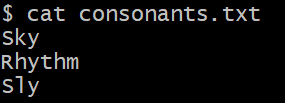 $ cat consonants.txt
Sky
Rhythm
Sly